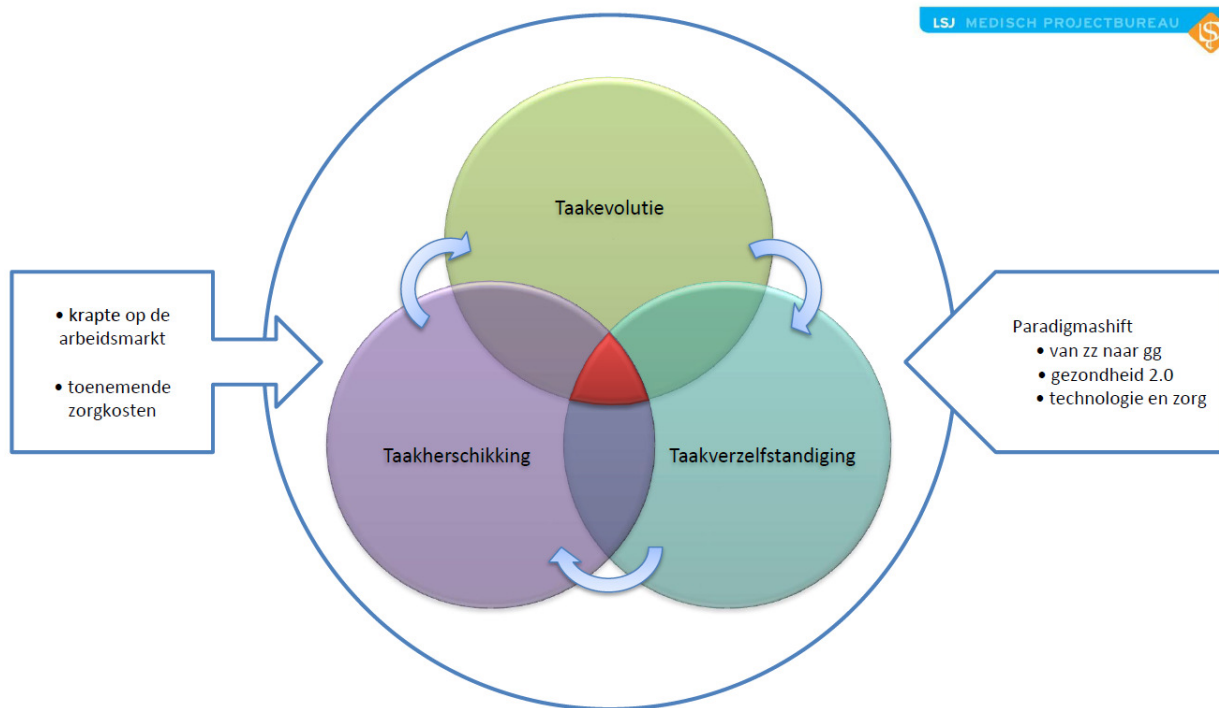 LSJ MEDISCH PROJECTBUREAU
Taakevolutie
• krapte op de
arbeidsmarkt
• toenemende
zorgkosten
Paradigmashift
• van zz naar gg
• gezondheid 2.0
• technologie en zorg
Taakherschikking
Taakverzelfstandiging